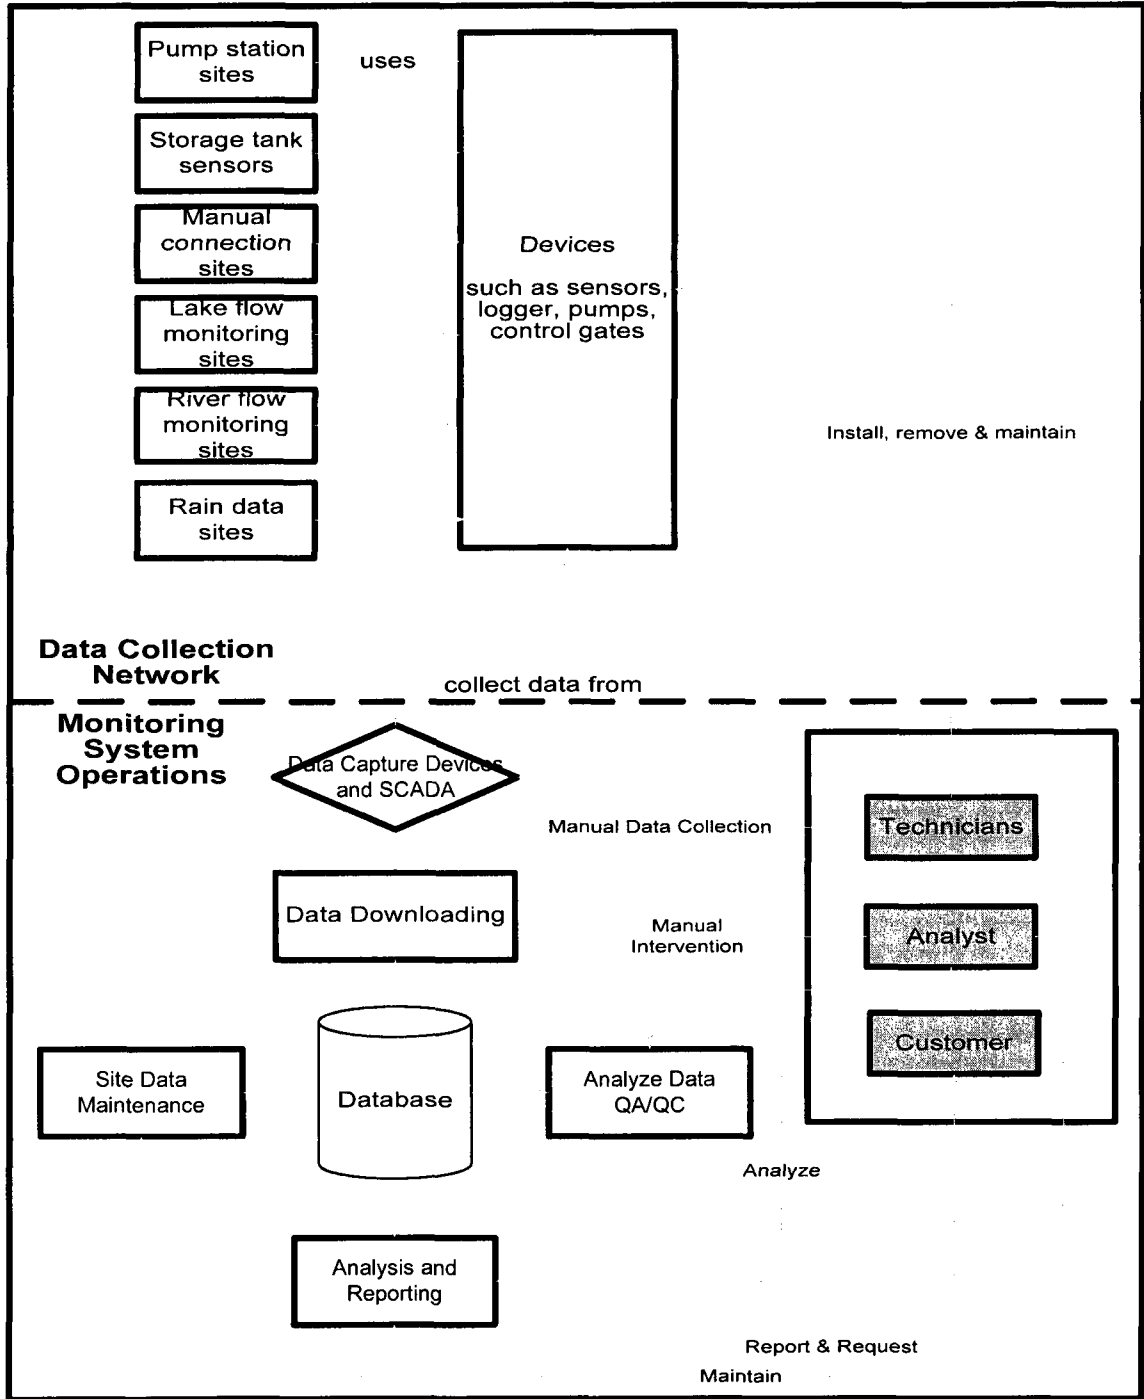 Pump station
sites
uses
Storage tank
sensors
Manual
connection
sites
Lake flow
monitoring
sites
River flow
monitoring
sites
Rain data
sites
Devices
such as sensors,
logger, pumps,
control gates
Install, remove & maintain
Data Collection
Network
collect data from
Monitoring
System
Operations
Data Capture Devices
and SCADA
Manual Data Collection
Technicians
Data Downloading
Manual
Intervention
Analyst
Customer
Site Data
Maintenance
Database
Analyze Data
QA/QC
Analyze
Analysis and
Reporting
Report & Request
Maintain